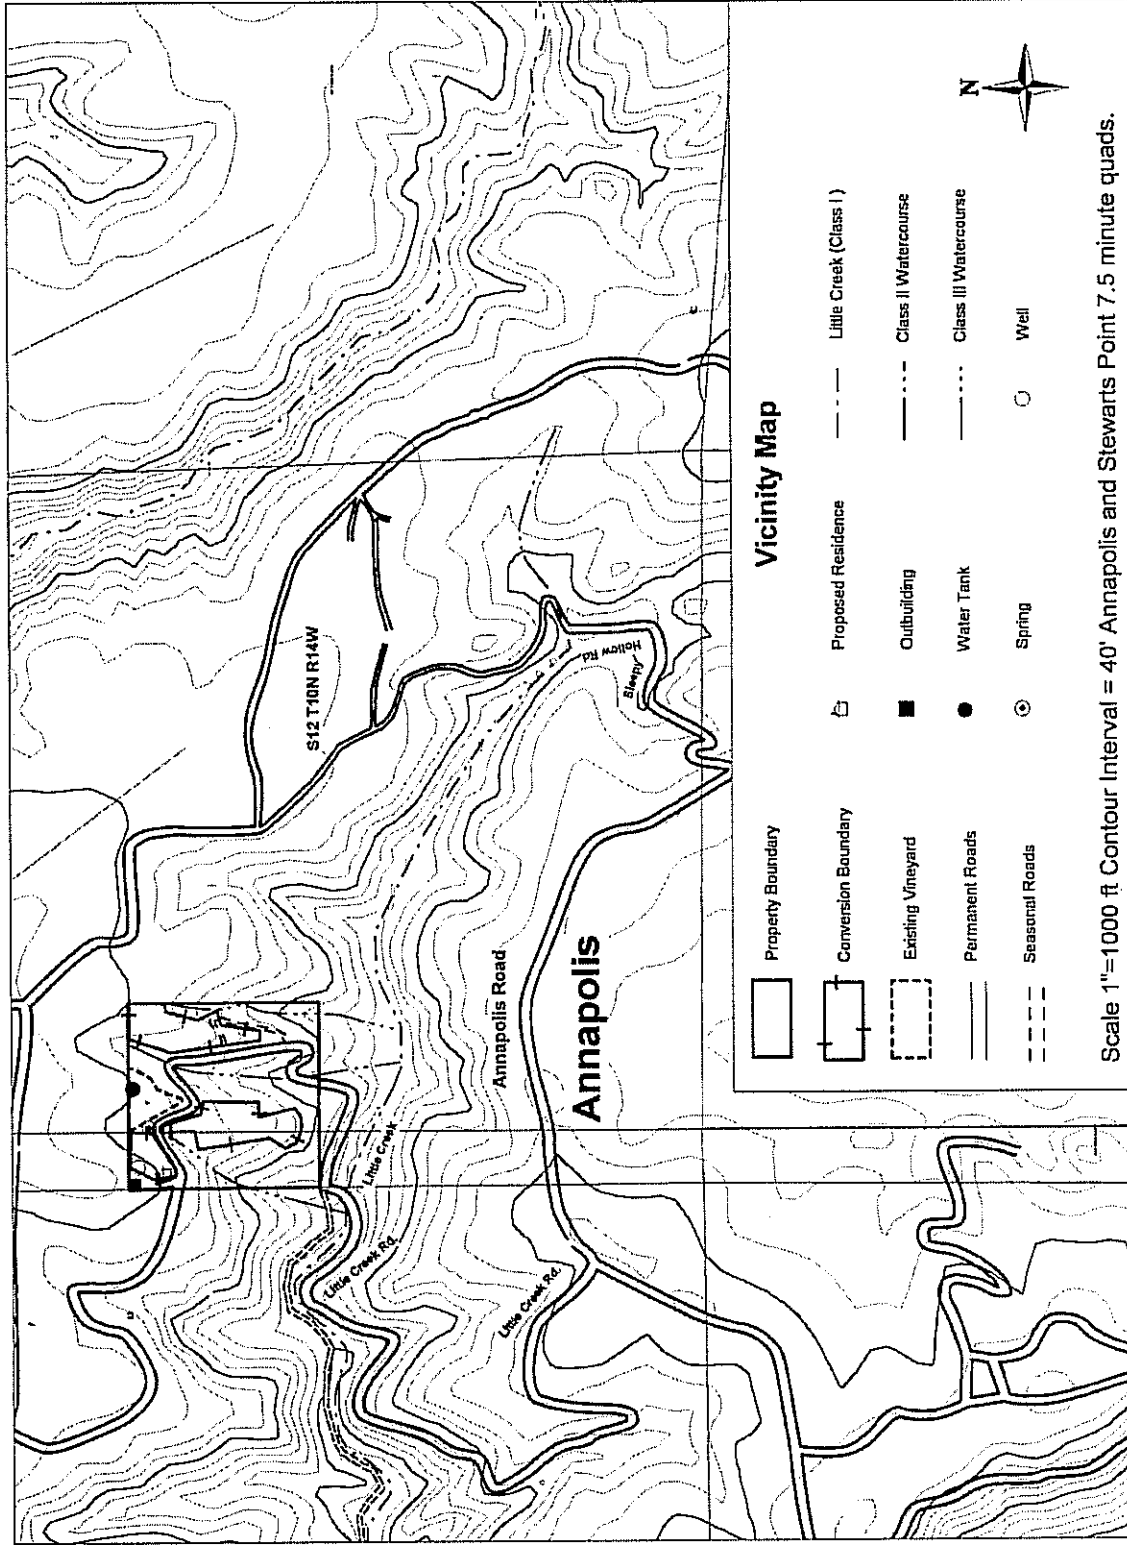 S12 T10N R14W
Annapolis Road
Annapolis
Little Creek
Little Creek Rd.
Little Creek Rd.
Sleepy
Hollow Rd.
Vicinity Map
N
Property Boundary
Conversion Boundary
Existing Vineyard
Permanent Roads
Seasonal Roads
Proposed Residence
Outbuilding
Water Tank
Spring
Little Creek (Class I )
Class II Watercourse
Class III Watercourse
Well
Scale 1"=1000 ft Contour Interval = 40' Annapolis and Stewarts Point 7.5 minute quads.